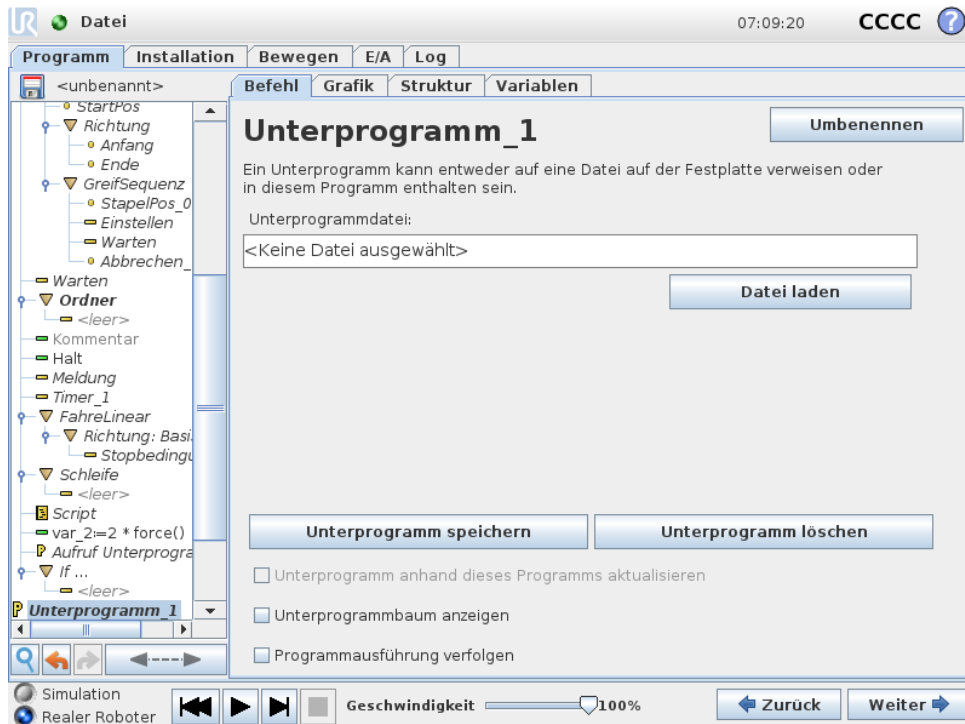 UR Datei 07:09:20 CCCC ?
Programm Installation Bewegen E/A Log
<unbenannt>
Befehl Grafik Struktur Variablen
StartPos
Richtung
Anfang
Ende
GreifSequenz
StapelPos_0
Einstellen
Warten
Abbrechen_
Warten
Ordner
<leer>
Kommentar
Halt
Meldung
Timer_1
FahreLinear
Richtung: Basi
Stopbedingu
Schleife
<leer>
Script
var_2:=2 * force()
P Aufruf Unterprogra
If ...
<leer>
P Unterprogramm_1
Unterprogramm_1
Umbenennen
Ein Unterprogramm kann entweder auf eine Datei auf der Festplatte verweisen oder
in diesem Programm enthalten sein.
Unterprogrammdatei:
<Keine Datei ausgewählt>
Datei laden
Unterprogramm speichern Unterprogramm löschen
Unterprogramm anhand dieses Programms aktualisieren
Unterprogrammbaum anzeigen
Programmausführung verfolgen
Simulation
Realer Roboter
Geschwindigkeit 100%
Zurück Weiter